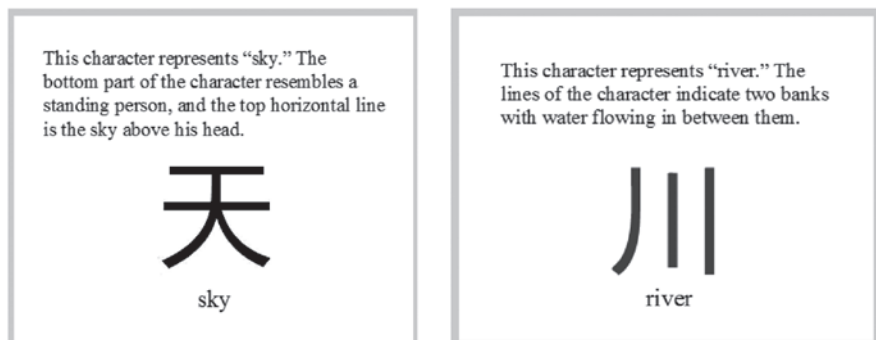 This character represents “sky.” The
bottom part of the character resembles a
standing person, and the top horizontal line
is the sky above his head.
天
sky
This character represents “river.” The
lines of the character indicate two banks
with water flowing in between them.
川
river